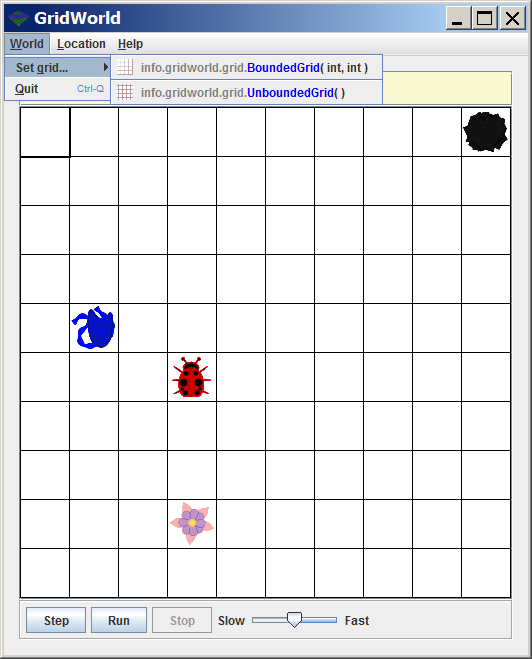 GridWorld
World Location Help
Set grid...
info.gridworld.grid.BoundedGrid( int, int )
Quit Ctrl-Q
info.gridworld.grid.UnboundedGrid( )
Step Run Stop Slow Fast